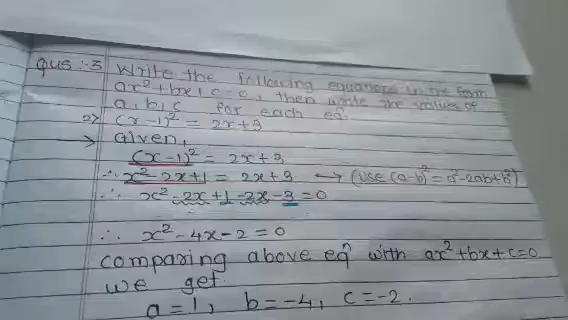 Qus :- 3 Write the following equations in the form
ax²+bx+c=0, then write the values of
a, b, c for each eqⁿ.
2) (x-1)² = 2x+3
→ Given,
(x-1)² = 2x+3
∴ x²-2x+1 = 2x+3 → (use (a-b)² = a²-2ab+b²)
∴ x²-2x+1-2x-3=0
∴ x²-4x-2=0
comparing above eqⁿ with ax²+bx+c=0
we get.
a=1, b=-4, c=-2.